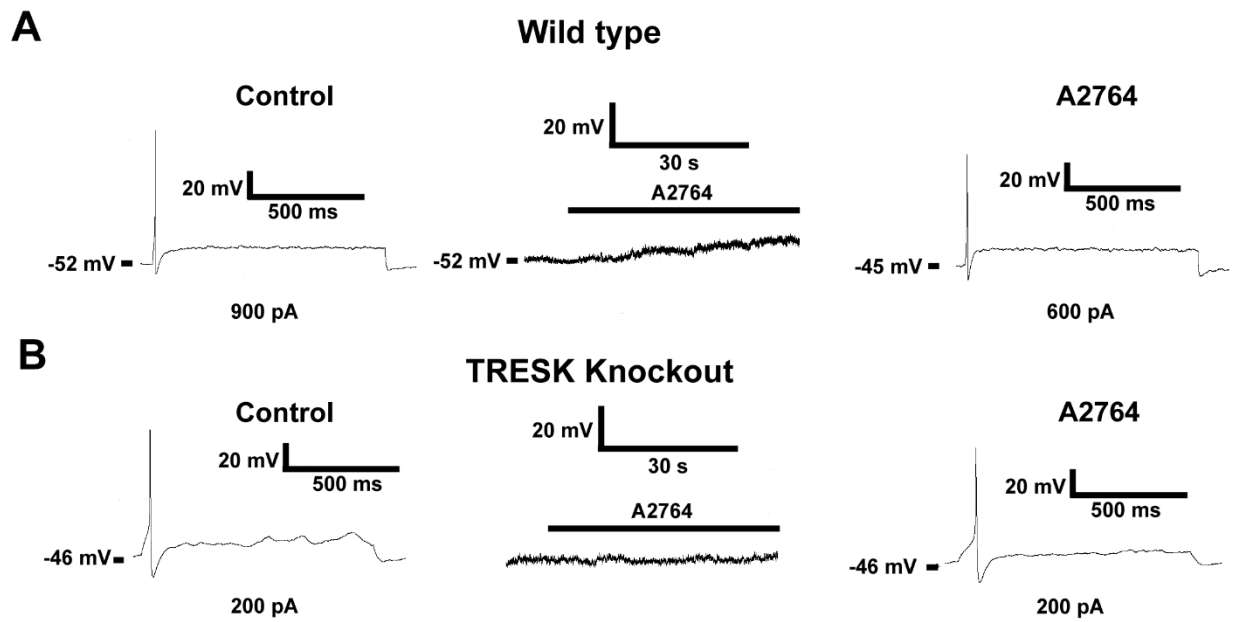 A
Wild type
Control
A2764
20 mV
30 s
20 mV
500 ms
20 mV
500 ms
A2764
-52 mV
-52 mV
-45 mV
900 pA
600 pA
B
TRESK Knockout
Control
A2764
20 mV
30 s
20 mV
500 ms
20 mV
500 ms
A2764
-46 mV
-46 mV
200 pA
200 pA